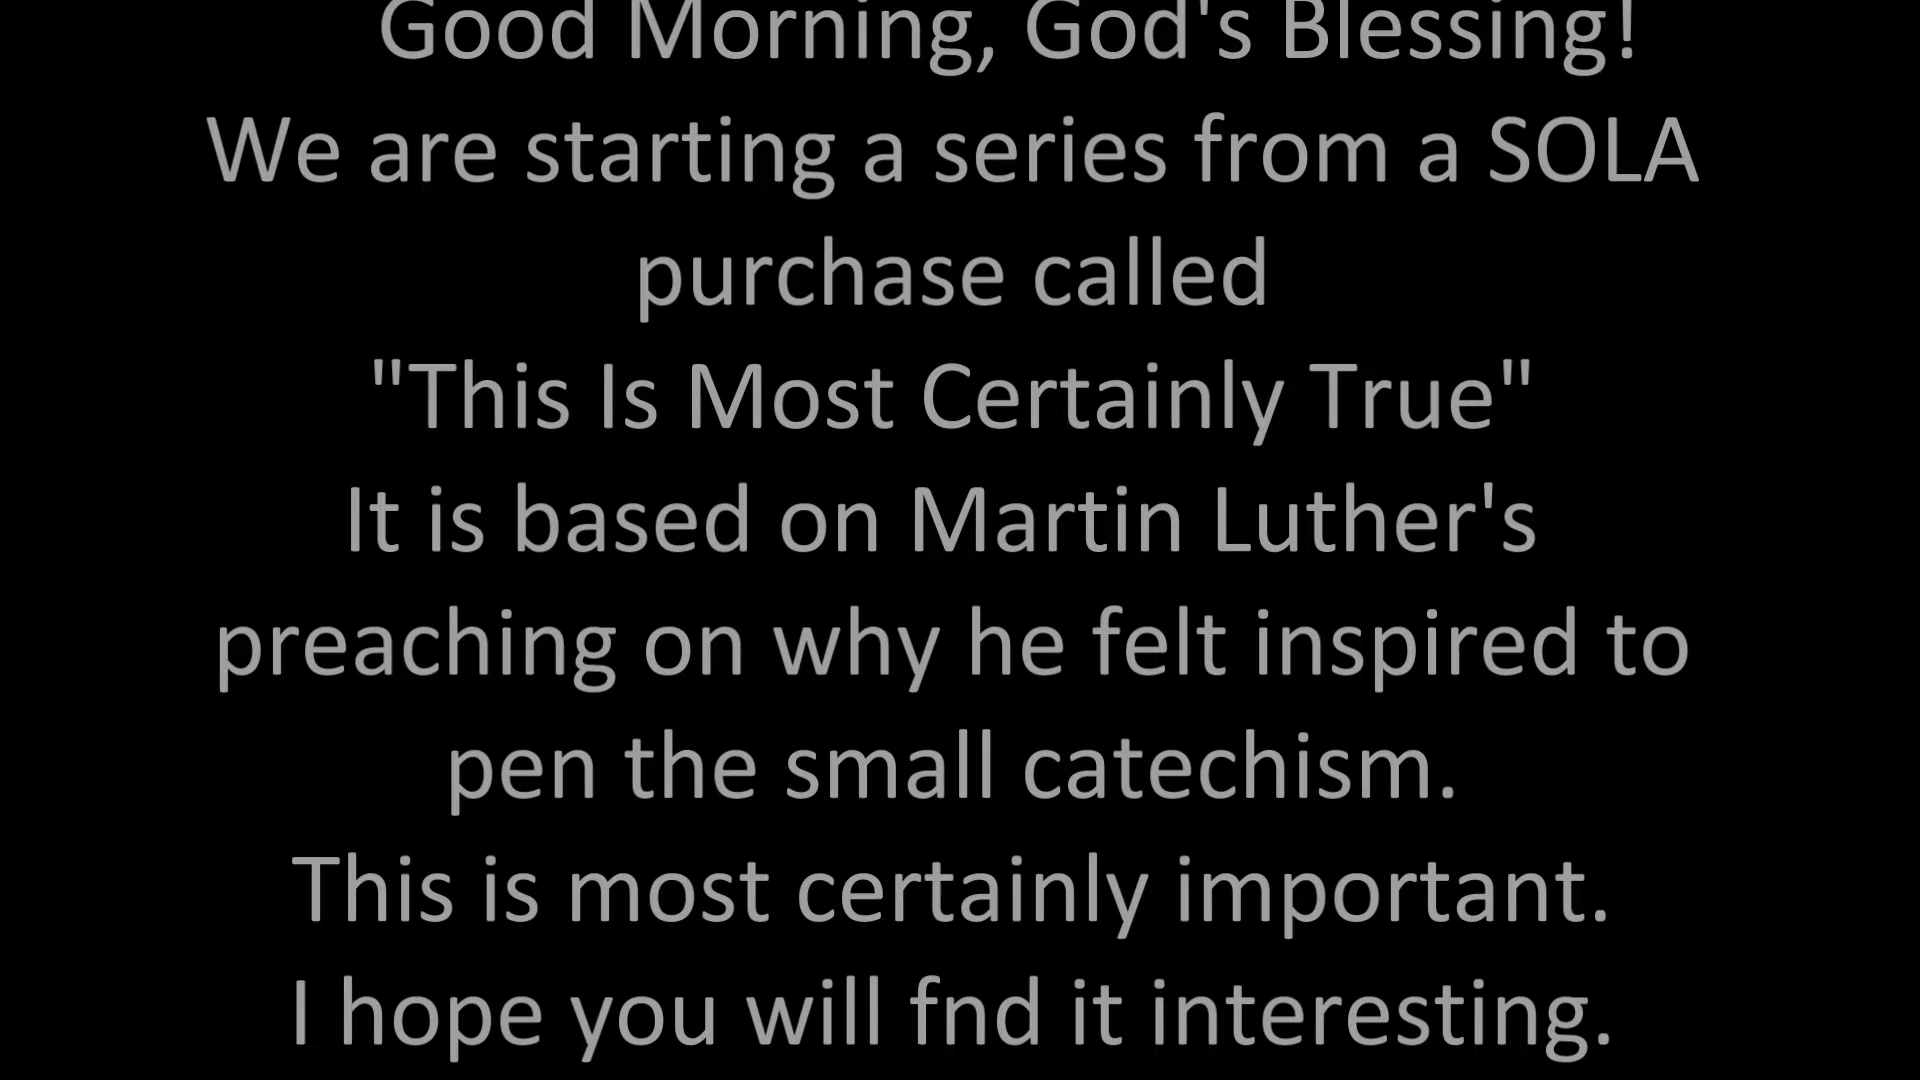 Good Morning, God's Blessing!
We are starting a series from a SOLA
purchase called
"This Is Most Certainly True"
It is based on Martin Luther's
preaching on why he felt inspired to
pen the small catechism.
This is most certainly important.
I hope you will fnd it interesting.